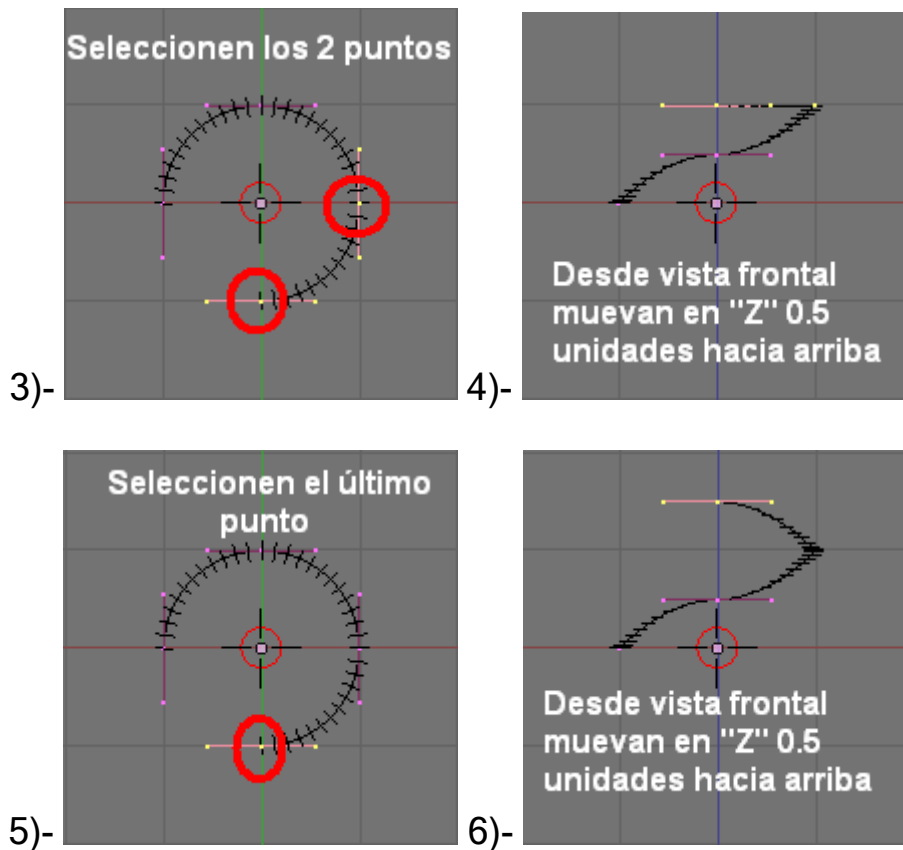 Seleccionen los 2 puntos
3)-
Desde vista frontal
muevan en "Z" 0.5
unidades hacia arriba
4)-
Seleccionen el último
punto
5)-
Desde vista frontal
muevan en "Z" 0.5
unidades hacia arriba
6)-